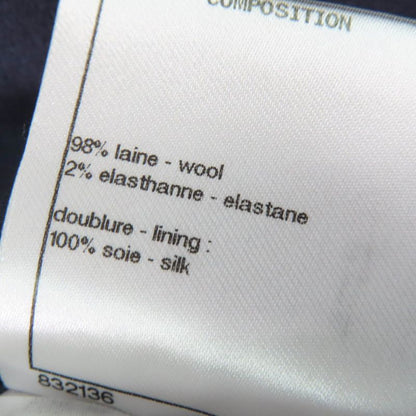 COMPOSITION
98% laine - wool
2% elasthanne - elastane
doublure - lining :
100% soie - silk
832136